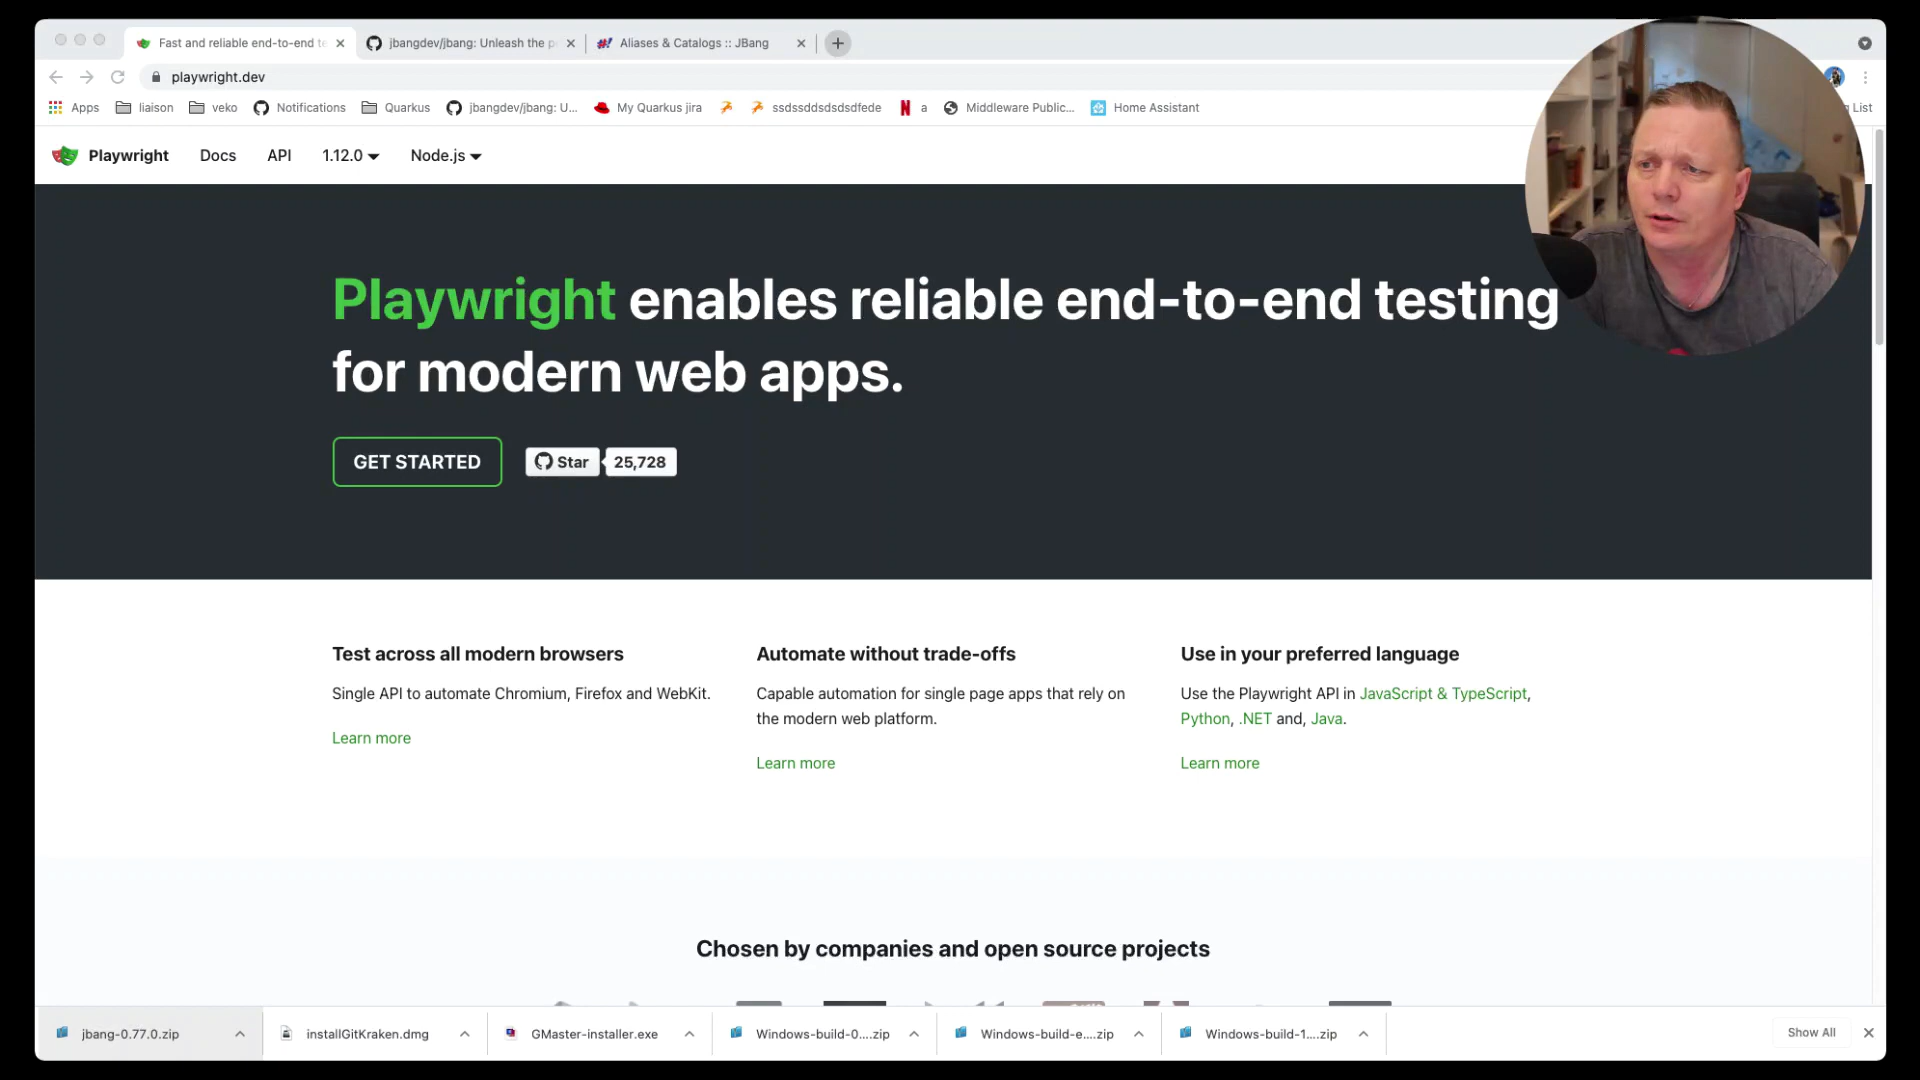 Fast and reliable end-to-end te
jbangdev/jbang: Unleash the p
Aliases & Catalogs :: JBang
playwright.dev
Apps
liaison
veko
Notifications
Quarkus
jbangdev/jbang: U...
My Quarkus jira
ssdssddsdsdsdfede
a
Middleware Public...
Home Assistant
List
Playwright
Docs
API
1.12.0
Node.js
Playwright enables reliable end-to-end testing
for modern web apps.
GET STARTED
Star
25,728
Test across all modern browsers
Single API to automate Chromium, Firefox and WebKit.
Learn more
Automate without trade-offs
Capable automation for single page apps that rely on
the modern web platform.
Learn more
Use in your preferred language
Use the Playwright API in JavaScript & TypeScript,
Python, .NET and, Java.
Learn more
Chosen by companies and open source projects
jbang-0.77.0.zip
installGitKraken.dmg
GMaster-installer.exe
Windows-build-0....zip
Windows-build-e....zip
Windows-build-1....zip
Show All